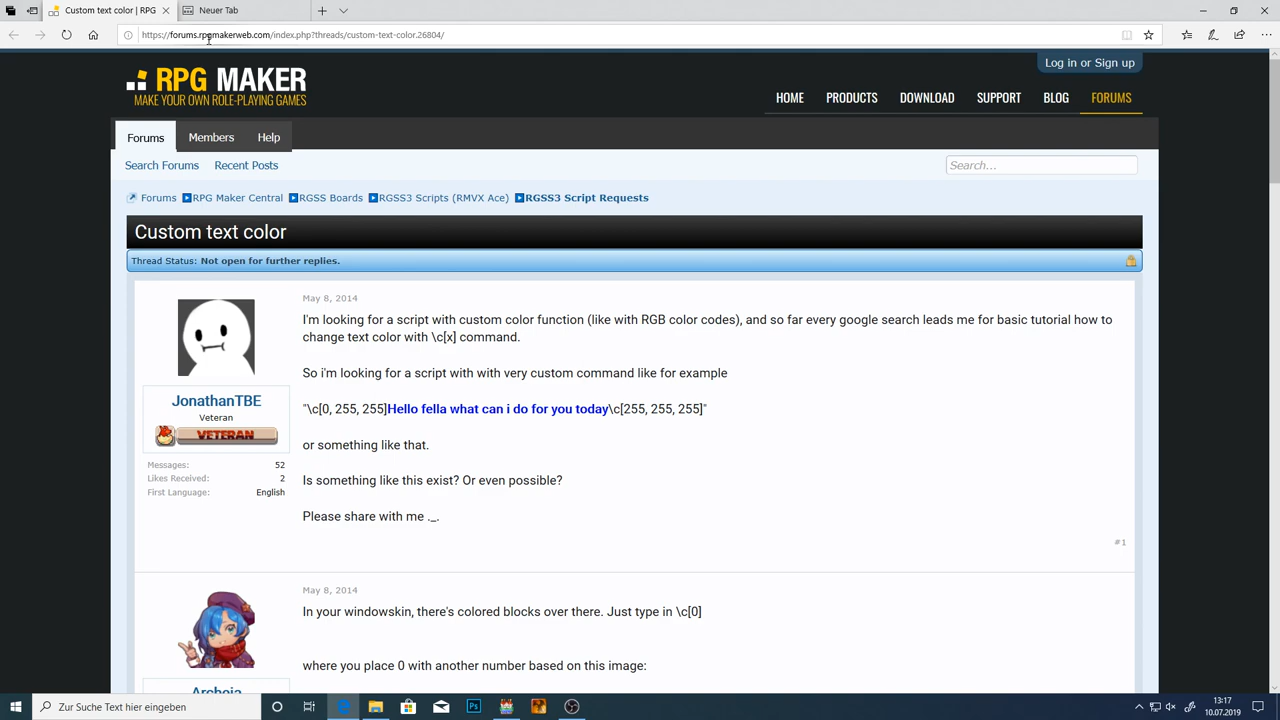 Custom text color | RPG
Neuer Tab
https://forums.rpgmakerweb.com/index.php?threads/custom-text-color.26804/
Log in or Sign up
RPG MAKER
MAKE YOUR OWN ROLE-PLAYING GAMES
HOME PRODUCTS DOWNLOAD SUPPORT BLOG FORUMS
Forums Members Help
Search Forums Recent Posts
Search...
Forums RPG Maker Central RGSS Boards RGSS3 Scripts (RMVX Ace) RGSS3 Script Requests
Custom text color
Thread Status: Not open for further replies.
May 8, 2014
I'm looking for a script with custom color function (like with RGB color codes), and so far every google search leads me for basic tutorial how to
change text color with \c[x] command.
So i'm looking for a script with with very custom command like for example
"\c[0, 255, 255]Hello fella what can i do for you today\c[255, 255, 255]"
or something like that.
Is something like this exist? Or even possible?
Please share with me ._.
#1
JonathanTBE
Veteran
VETERAN
Messages: 52
Likes Received: 2
First Language: English
May 8, 2014
In your windowskin, there's colored blocks over there. Just type in \c[0]
where you place 0 with another number based on this image:
Archeia
Zur Suche Text hier eingeben
13:17
10.07.2019